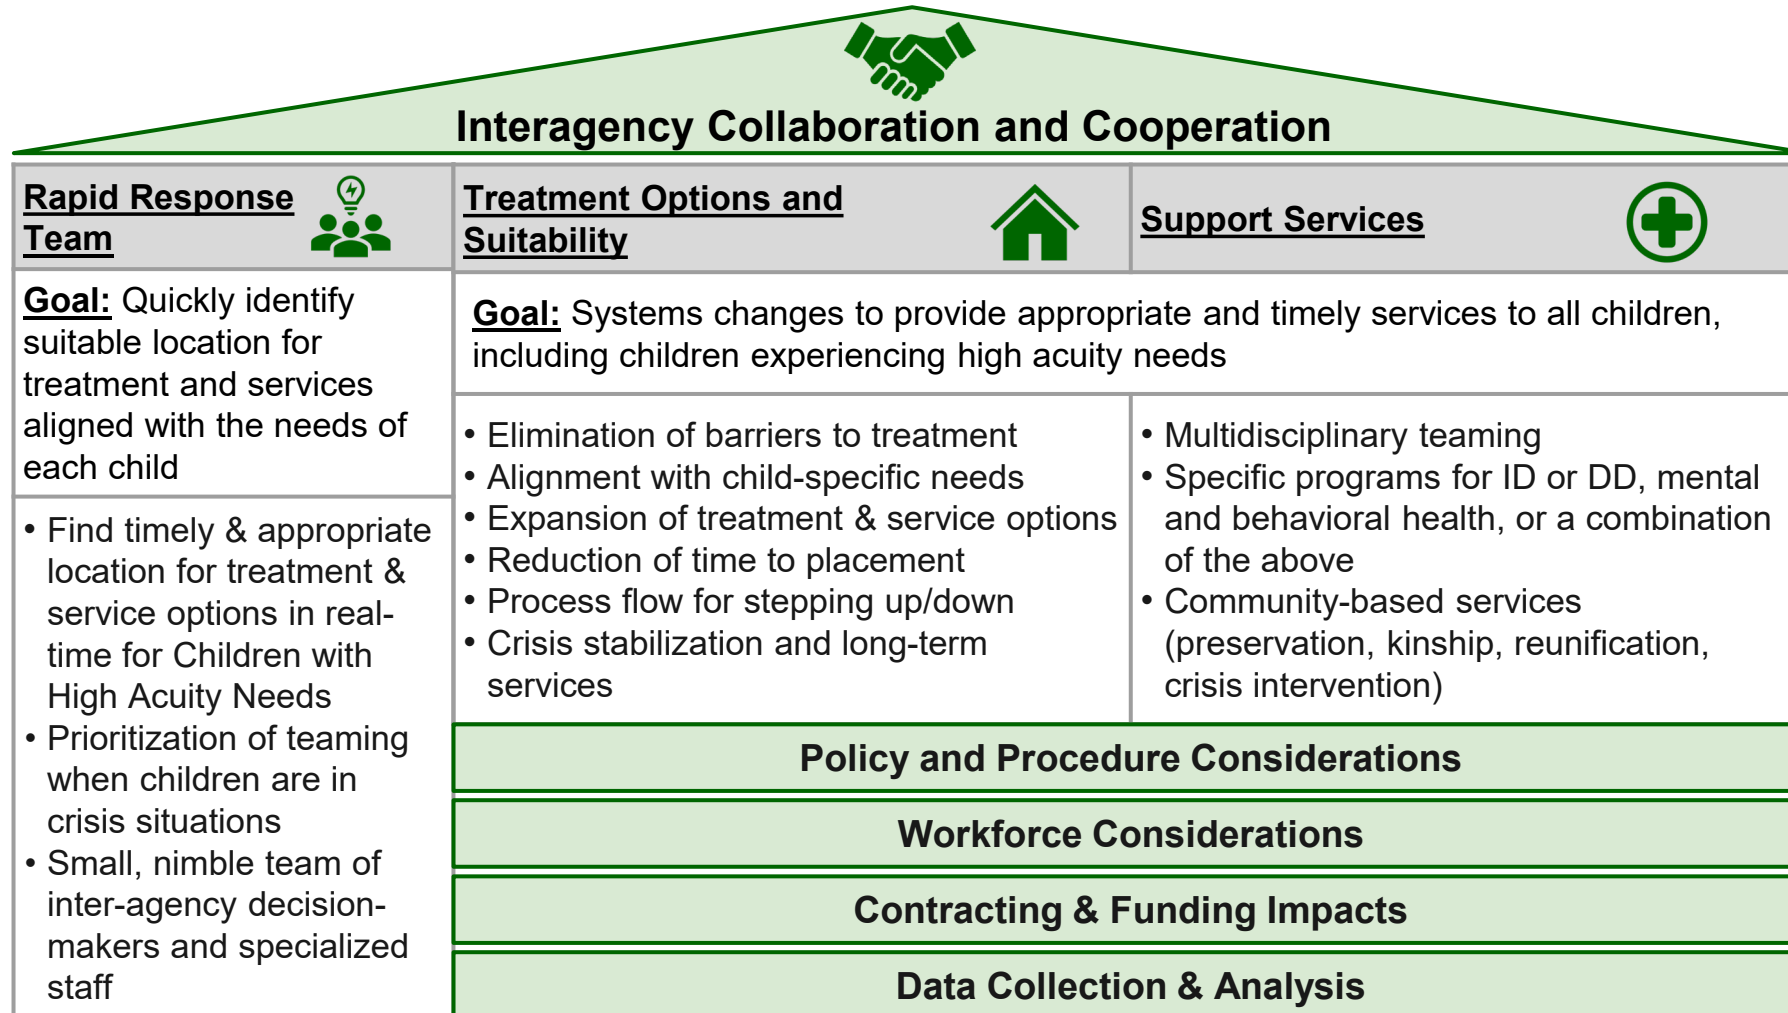 Interagency Collaboration and Cooperation
Rapid Response
Team
Treatment Options and
Suitability
Support Services
Goal: Quickly identify
suitable location for
treatment and services
aligned with the needs of
each child
• Find timely & appropriate
location for treatment &
service options in real-
time for Children with
High Acuity Needs
• Prioritization of teaming
when children are in
crisis situations
• Small, nimble team of
inter-agency decision-
makers and specialized
staff
Goal: Systems changes to provide appropriate and timely services to all children,
including children experiencing high acuity needs
• Elimination of barriers to treatment
• Alignment with child-specific needs
• Expansion of treatment & service options
• Reduction of time to placement
• Process flow for stepping up/down
• Crisis stabilization and long-term
services
• Multidisciplinary teaming
• Specific programs for ID or DD, mental
and behavioral health, or a combination
of the above
• Community-based services
(preservation, kinship, reunification,
crisis intervention)
Policy and Procedure Considerations
Workforce Considerations
Contracting & Funding Impacts
Data Collection & Analysis